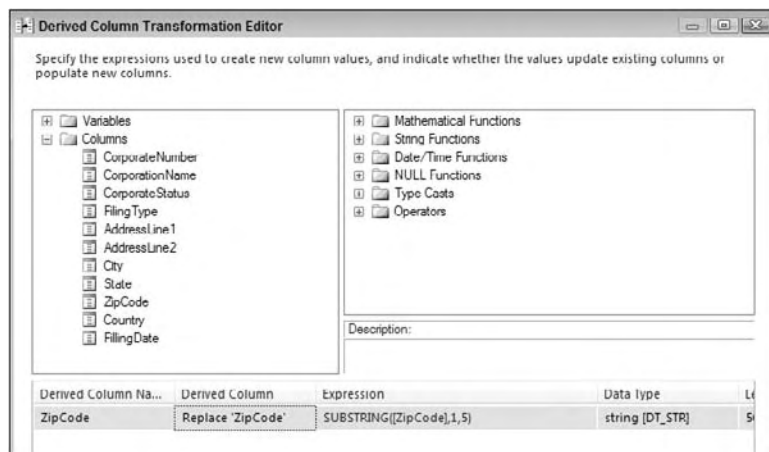 Derived Column Transformation Editor
Specify the expressions used to create new column values, and indicate whether the values update existing columns or
populate new columns.
Variables
Columns
CorporateNumber
CorporationName
CorporateStatus
FilingType
AddressLine1
AddressLine2
City
State
ZipCode
Country
FillingDate
Mathematical Functions
String Functions
Date/Time Functions
NULL Functions
Type Casts
Operators
Description:
Derived Column Na... Derived Column Expression Data Type
ZipCode Replace 'ZipCode' SUBSTRING([ZipCode],1,5) string [DT_STR]